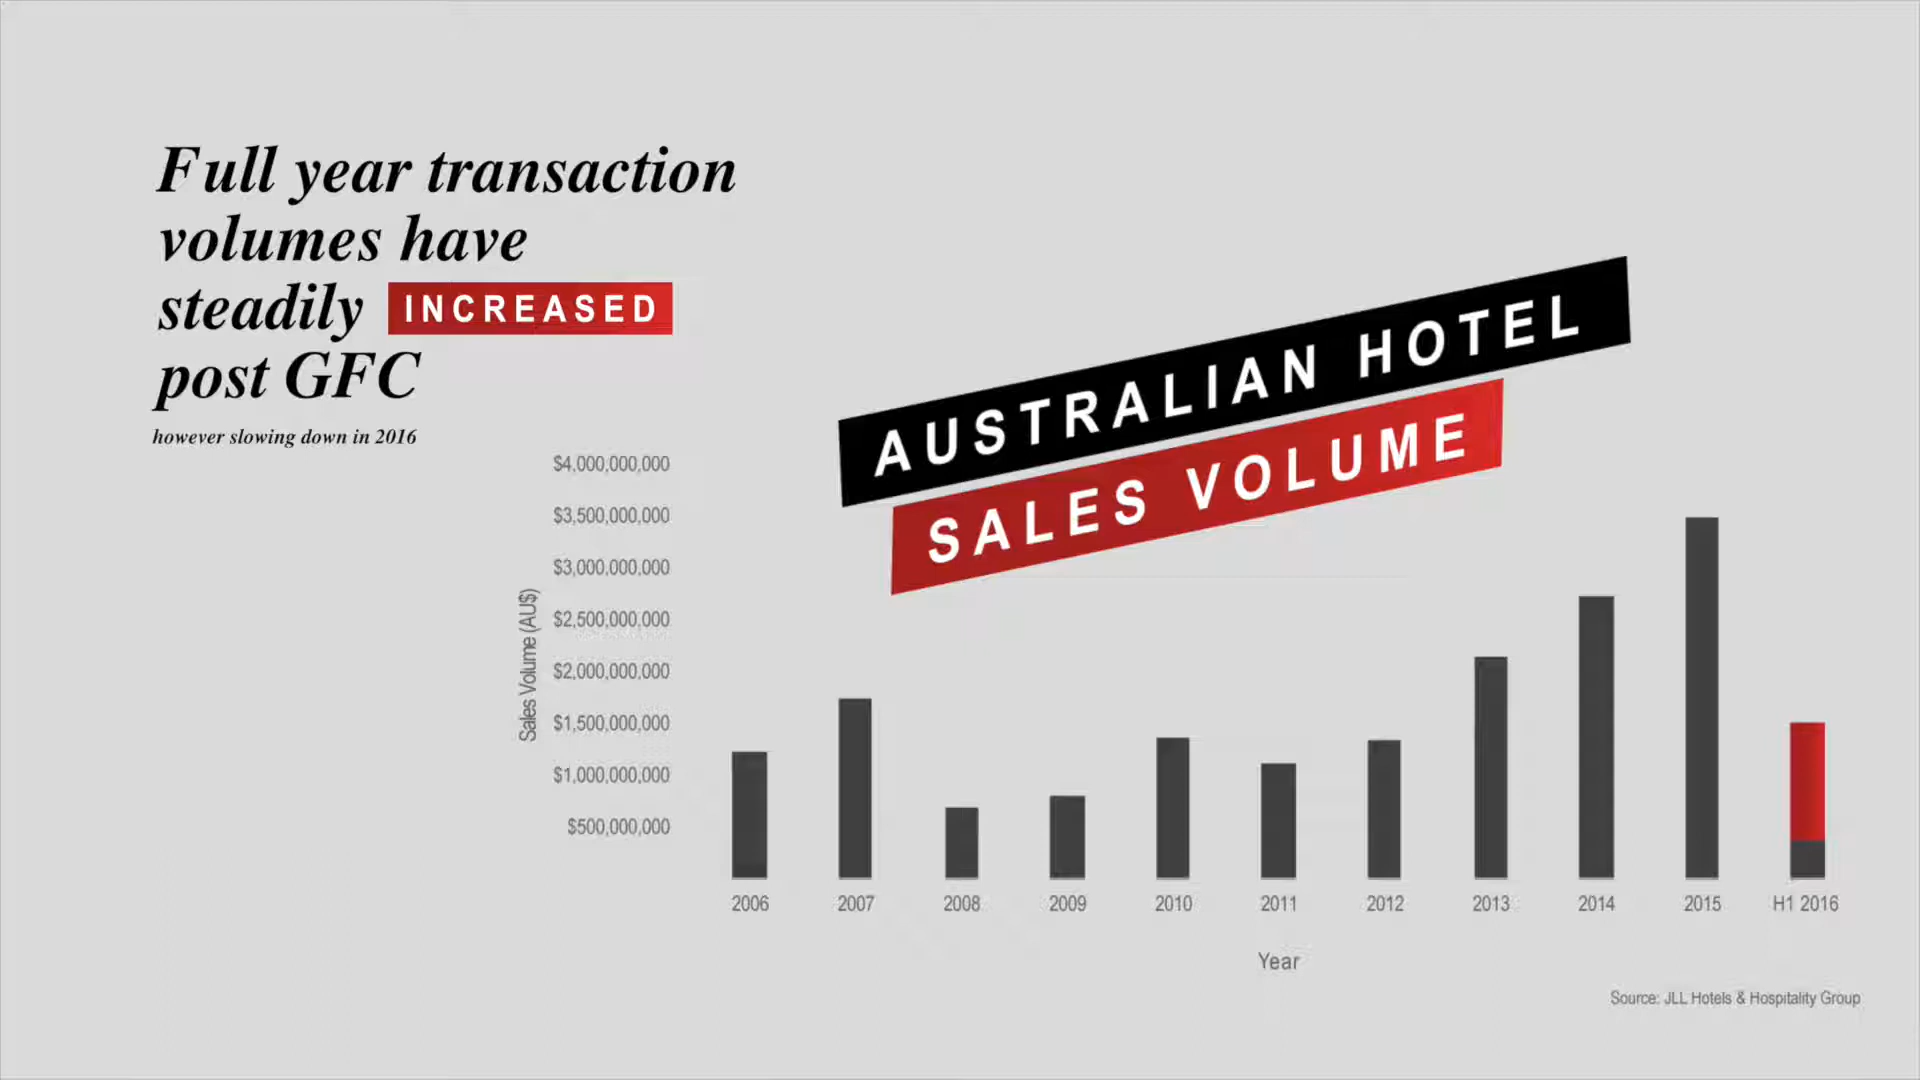 Full year transaction
volumes have
steadily INCREASED
post GFC
however slowing down in 2016
AUSTRALIAN HOTEL
SALES VOLUME
Sales Volume (AU$)
$4,000,000,000
$3,500,000,000
$3,000,000,000
$2,500,000,000
$2,000,000,000
$1,500,000,000
$1,000,000,000
$500,000,000
2006 2007 2008 2009 2010 2011 2012 2013 2014 2015 H1 2016
Year
Source: JLL Hotels & Hospitality Group